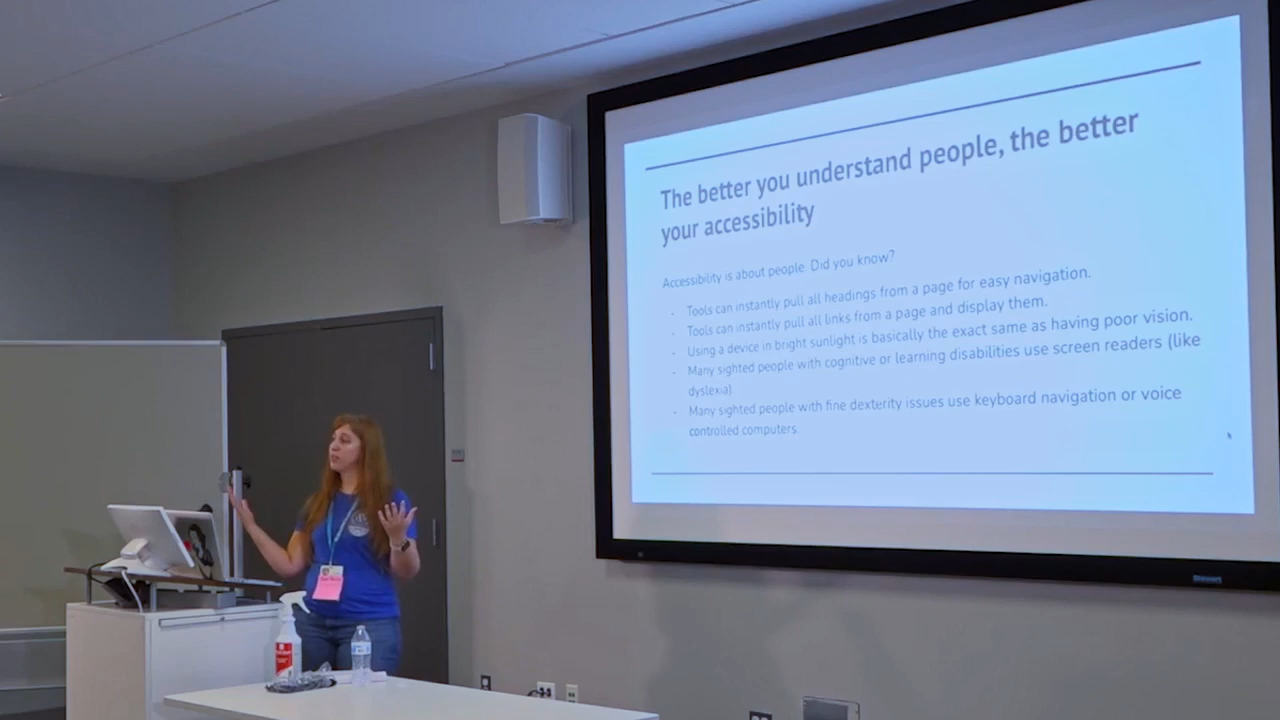 The better you understand people, the better
your accessibility
Accessibility is about people. Did you know?
- Tools can instantly pull all headings from a page for easy navigation.
- Tools can instantly pull all links from a page and display them.
- Using a device in bright sunlight is basically the exact same as having poor vision.
- Many sighted people with cognitive or learning disabilities use screen readers (like
dyslexia).
- Many sighted people with fine dexterity issues use keyboard navigation or voice
controlled computers.
Stewart